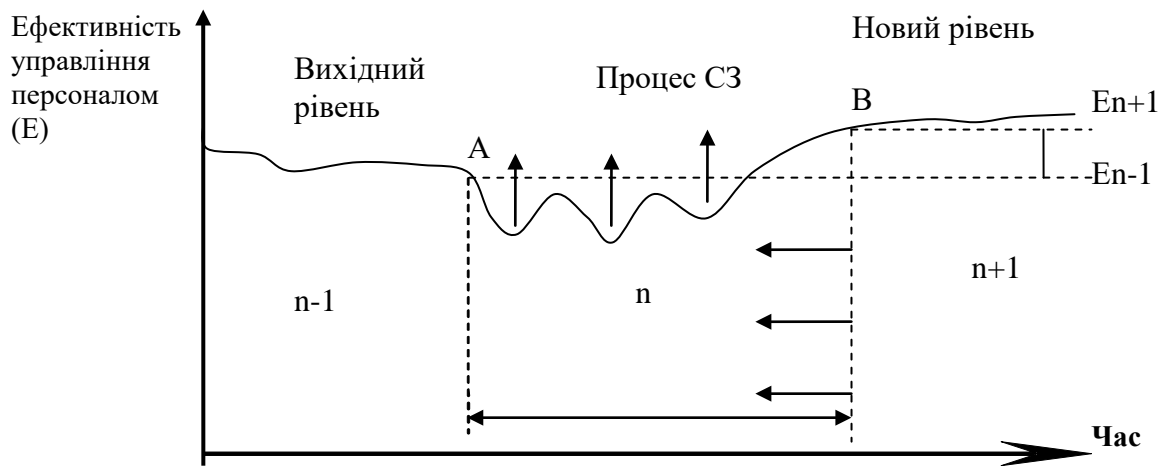 Ефективність
управління
персоналом
(Е)
Вихідний
рівень
Процес СЗ
Новий рівень
А
В
En+1
En-1
n-1
n
n+1
Час